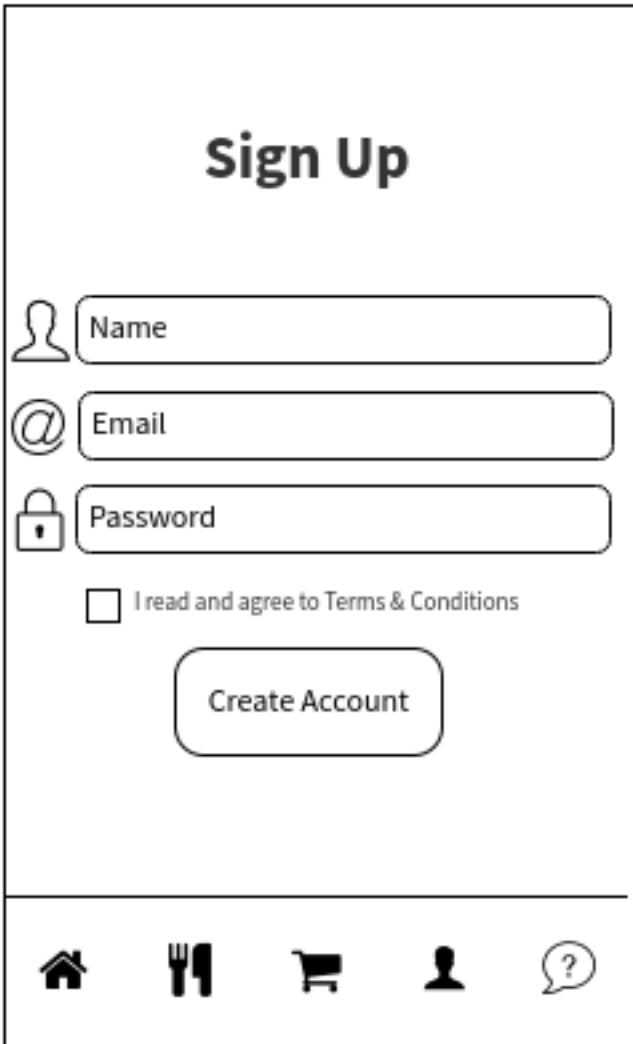 Sign Up
Name
@
Email
Password
I read and agree to Terms & Conditions
Create Account
?